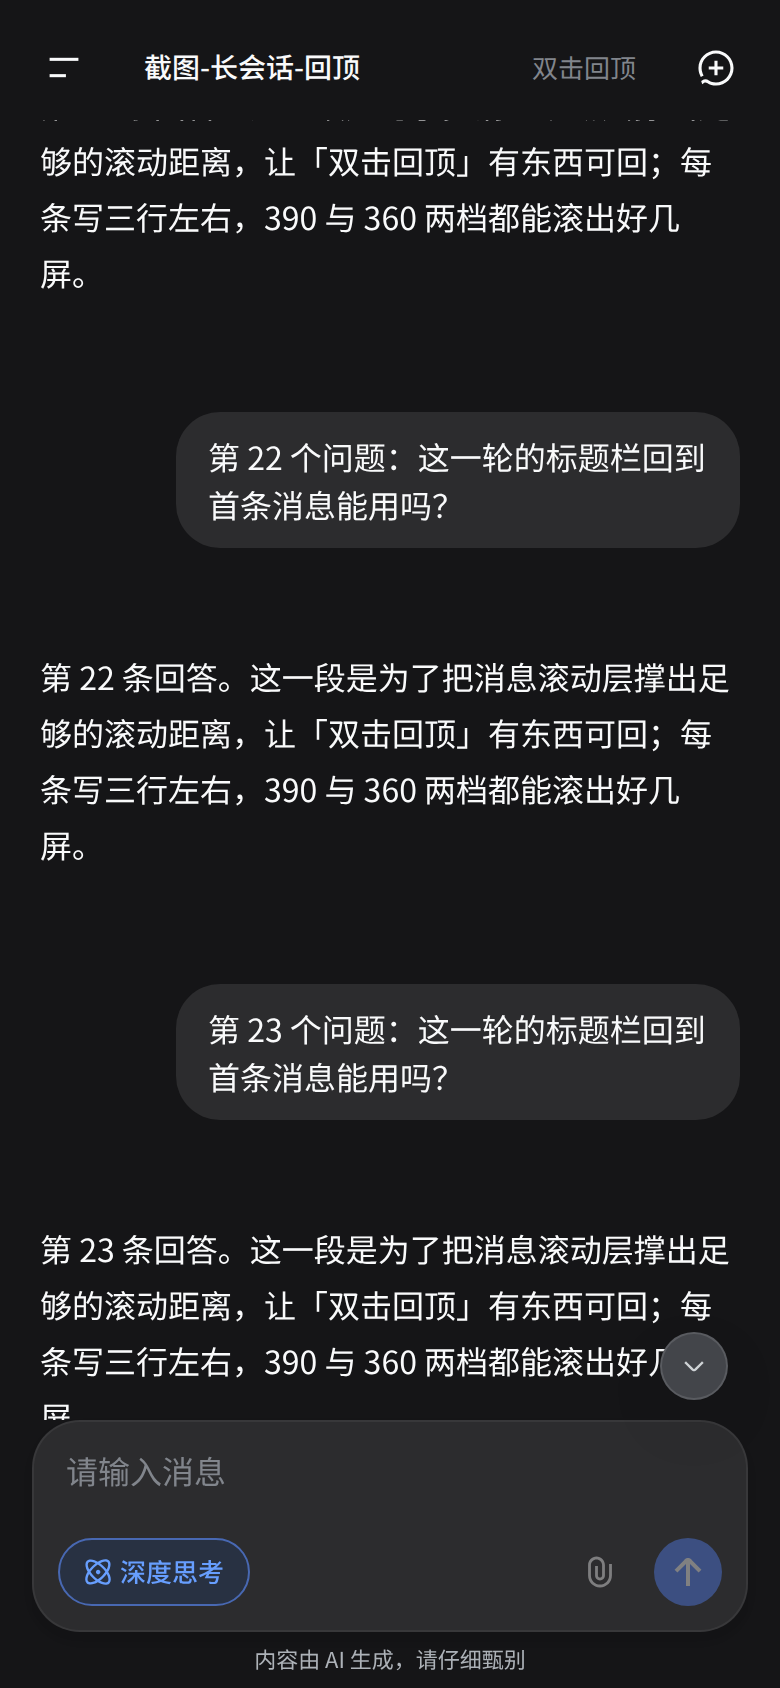 截图-长会话-回顶
双击回顶
够的滚动距离，让「双击回顶」有东西可回；每
条写三行左右，390 与 360 两档都能滚出好几
屏。
第 22 个问题：这一轮的标题栏回到
首条消息能用吗？
第 22 条回答。这一段是为了把消息滚动层撑出足
够的滚动距离，让「双击回顶」有东西可回；每
条写三行左右，390 与 360 两档都能滚出好几
屏。
第 23 个问题：这一轮的标题栏回到
首条消息能用吗？
第 23 条回答。这一段是为了把消息滚动层撑出足
够的滚动距离，让「双击回顶」有东西可回；每
条写三行左右，390 与 360 两档都能滚出好几
屏
请输入消息
深度思考
内容由 AI 生成，请仔细甄别